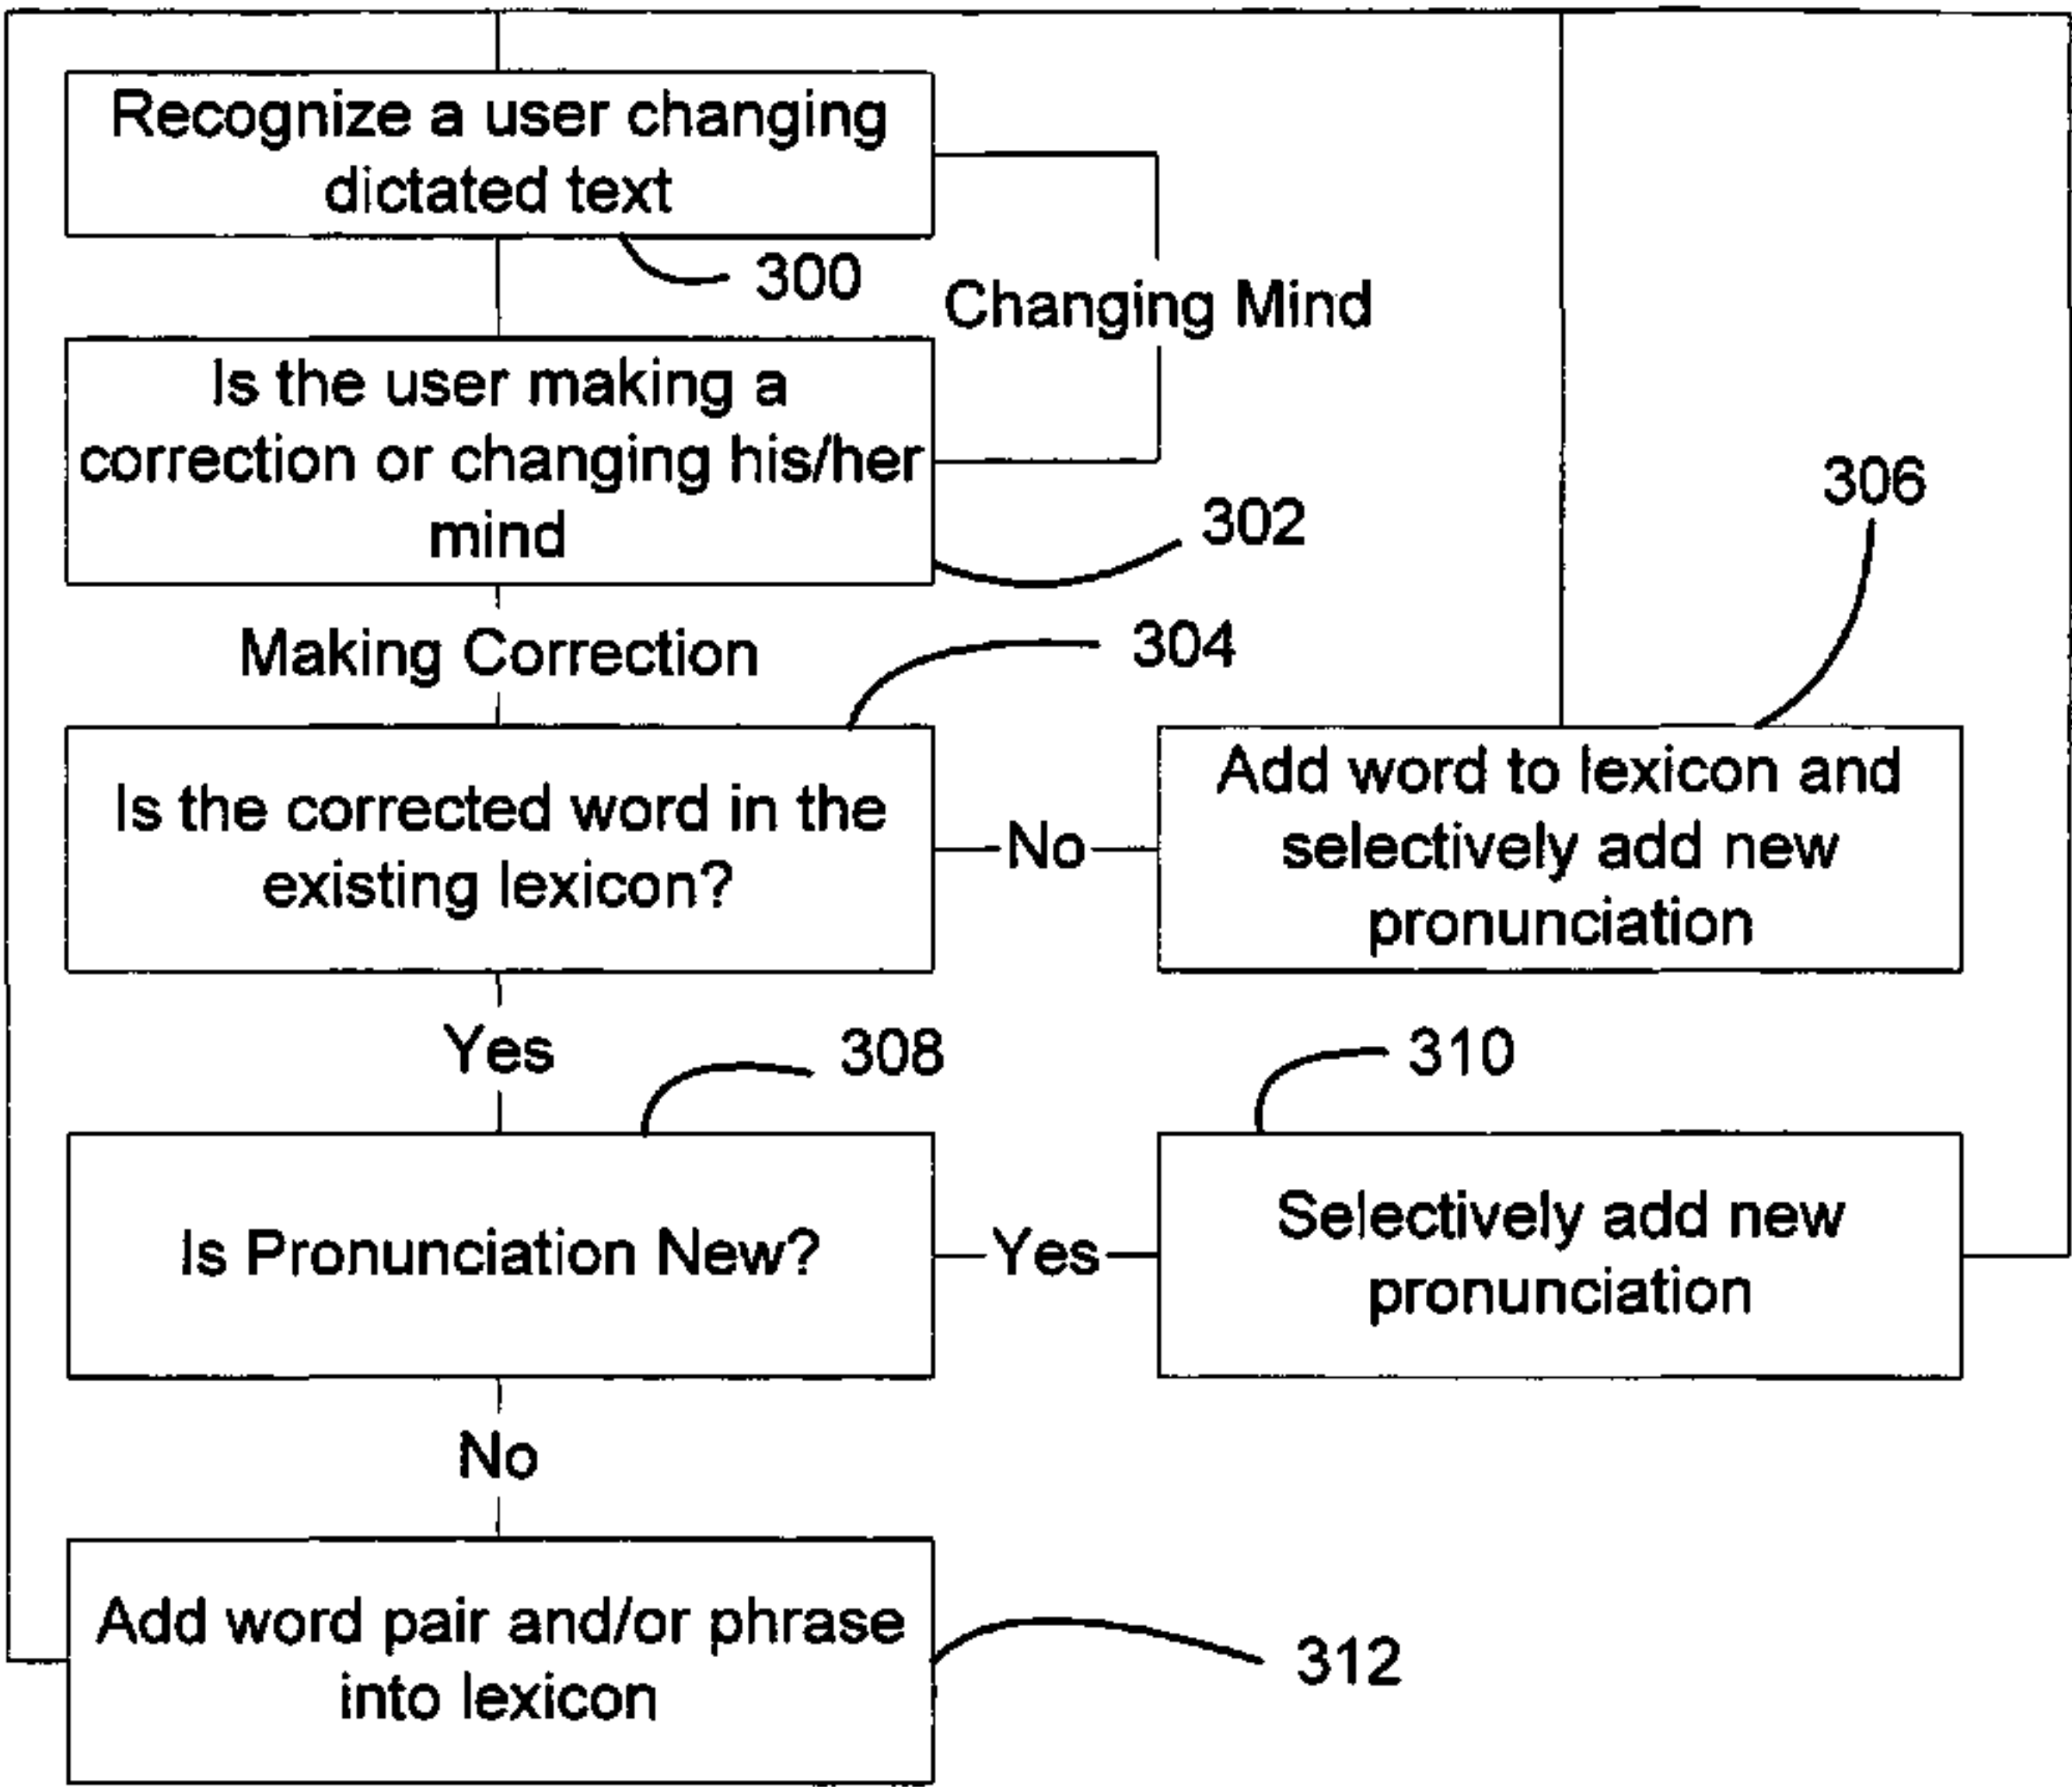 Recognize a user changing
dictated text
300
Changing Mind
Is the user making a
correction or changing his/her
mind
302
306
Making Correction
304
Is the corrected word in the
existing lexicon?
No
Add word to lexicon and
selectively add new
pronunciation
Yes
308
310
Is Pronunciation New?
Yes
Selectively add new
pronunciation
No
Add word pair and/or phrase
into lexicon
312